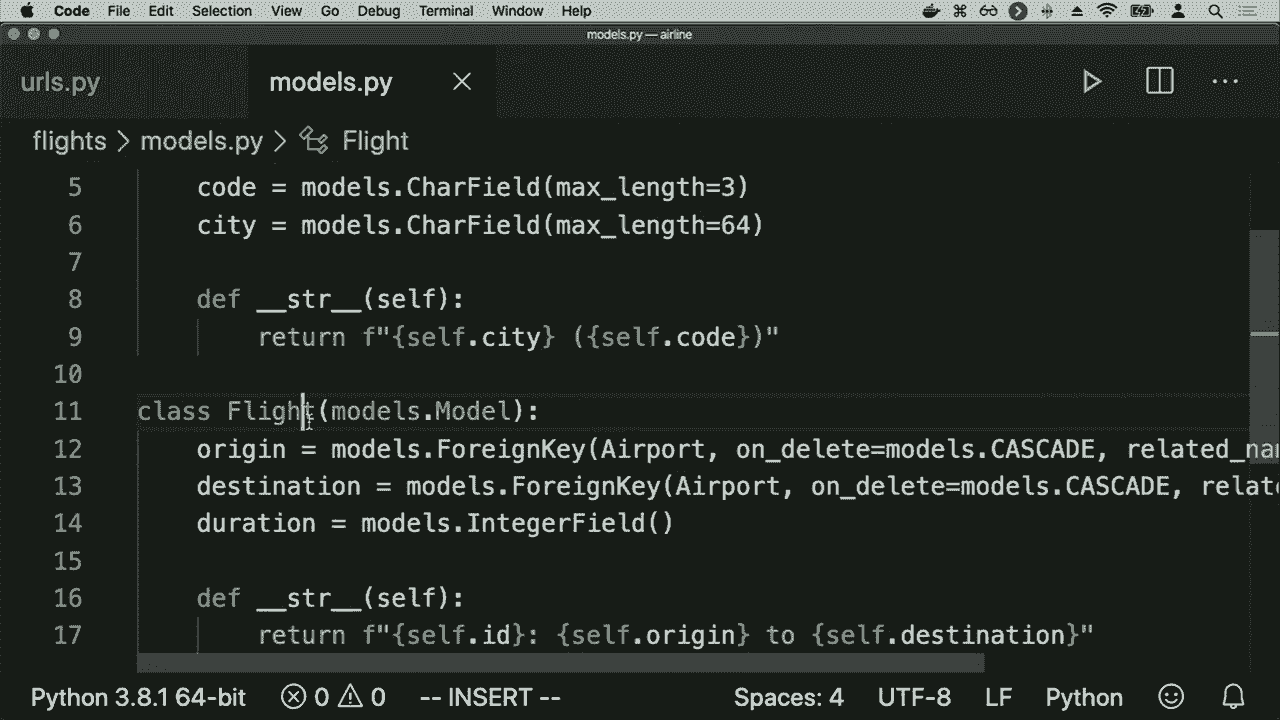 Code File Edit Selection View Go Debug Terminal Window Help
models.py — airline
urls.py models.py
flights > models.py > Flight
5 code = models.CharField(max_length=3)
6 city = models.CharField(max_length=64)
7
8 def __str__(self):
9 return f"{self.city} ({self.code})"
10
11 class Flight(models.Model):
12 origin = models.ForeignKey(Airport, on_delete=models.CASCADE, related_na
13 destination = models.ForeignKey(Airport, on_delete=models.CASCADE, relat
14 duration = models.IntegerField()
15
16 def __str__(self):
17 return f"{self.id}: {self.origin} to {self.destination}"
Python 3.8.1 64-bit 0 0 -- INSERT -- Spaces: 4 UTF-8 LF Python